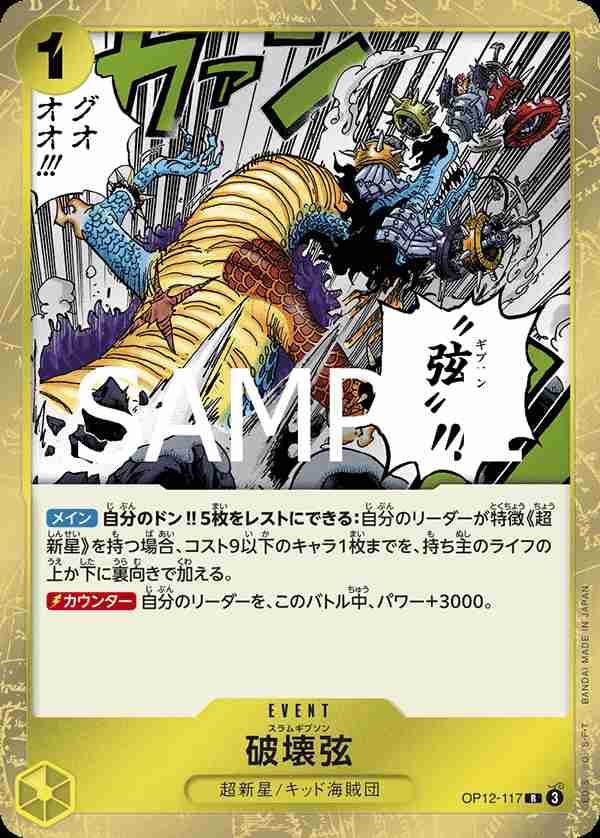 1
グオ
オオ!!!
ガァン
〝弦〟!!!
ギブソン
SAMPLE
メイン 自分のドン!!5枚をレストにできる：自分のリーダーが特徴《超
新星》を持つ場合、コスト9以下のキャラ1枚までを、持ち主のライフの
上か下に裏向きで加える。
カウンター 自分のリーダーを、このバトル中、パワー+3000。
EVENT
スラムギブソン
破壊弦
超新星/キッド海賊団
OP12-117 R 3
BANDAI MADE IN JAPAN